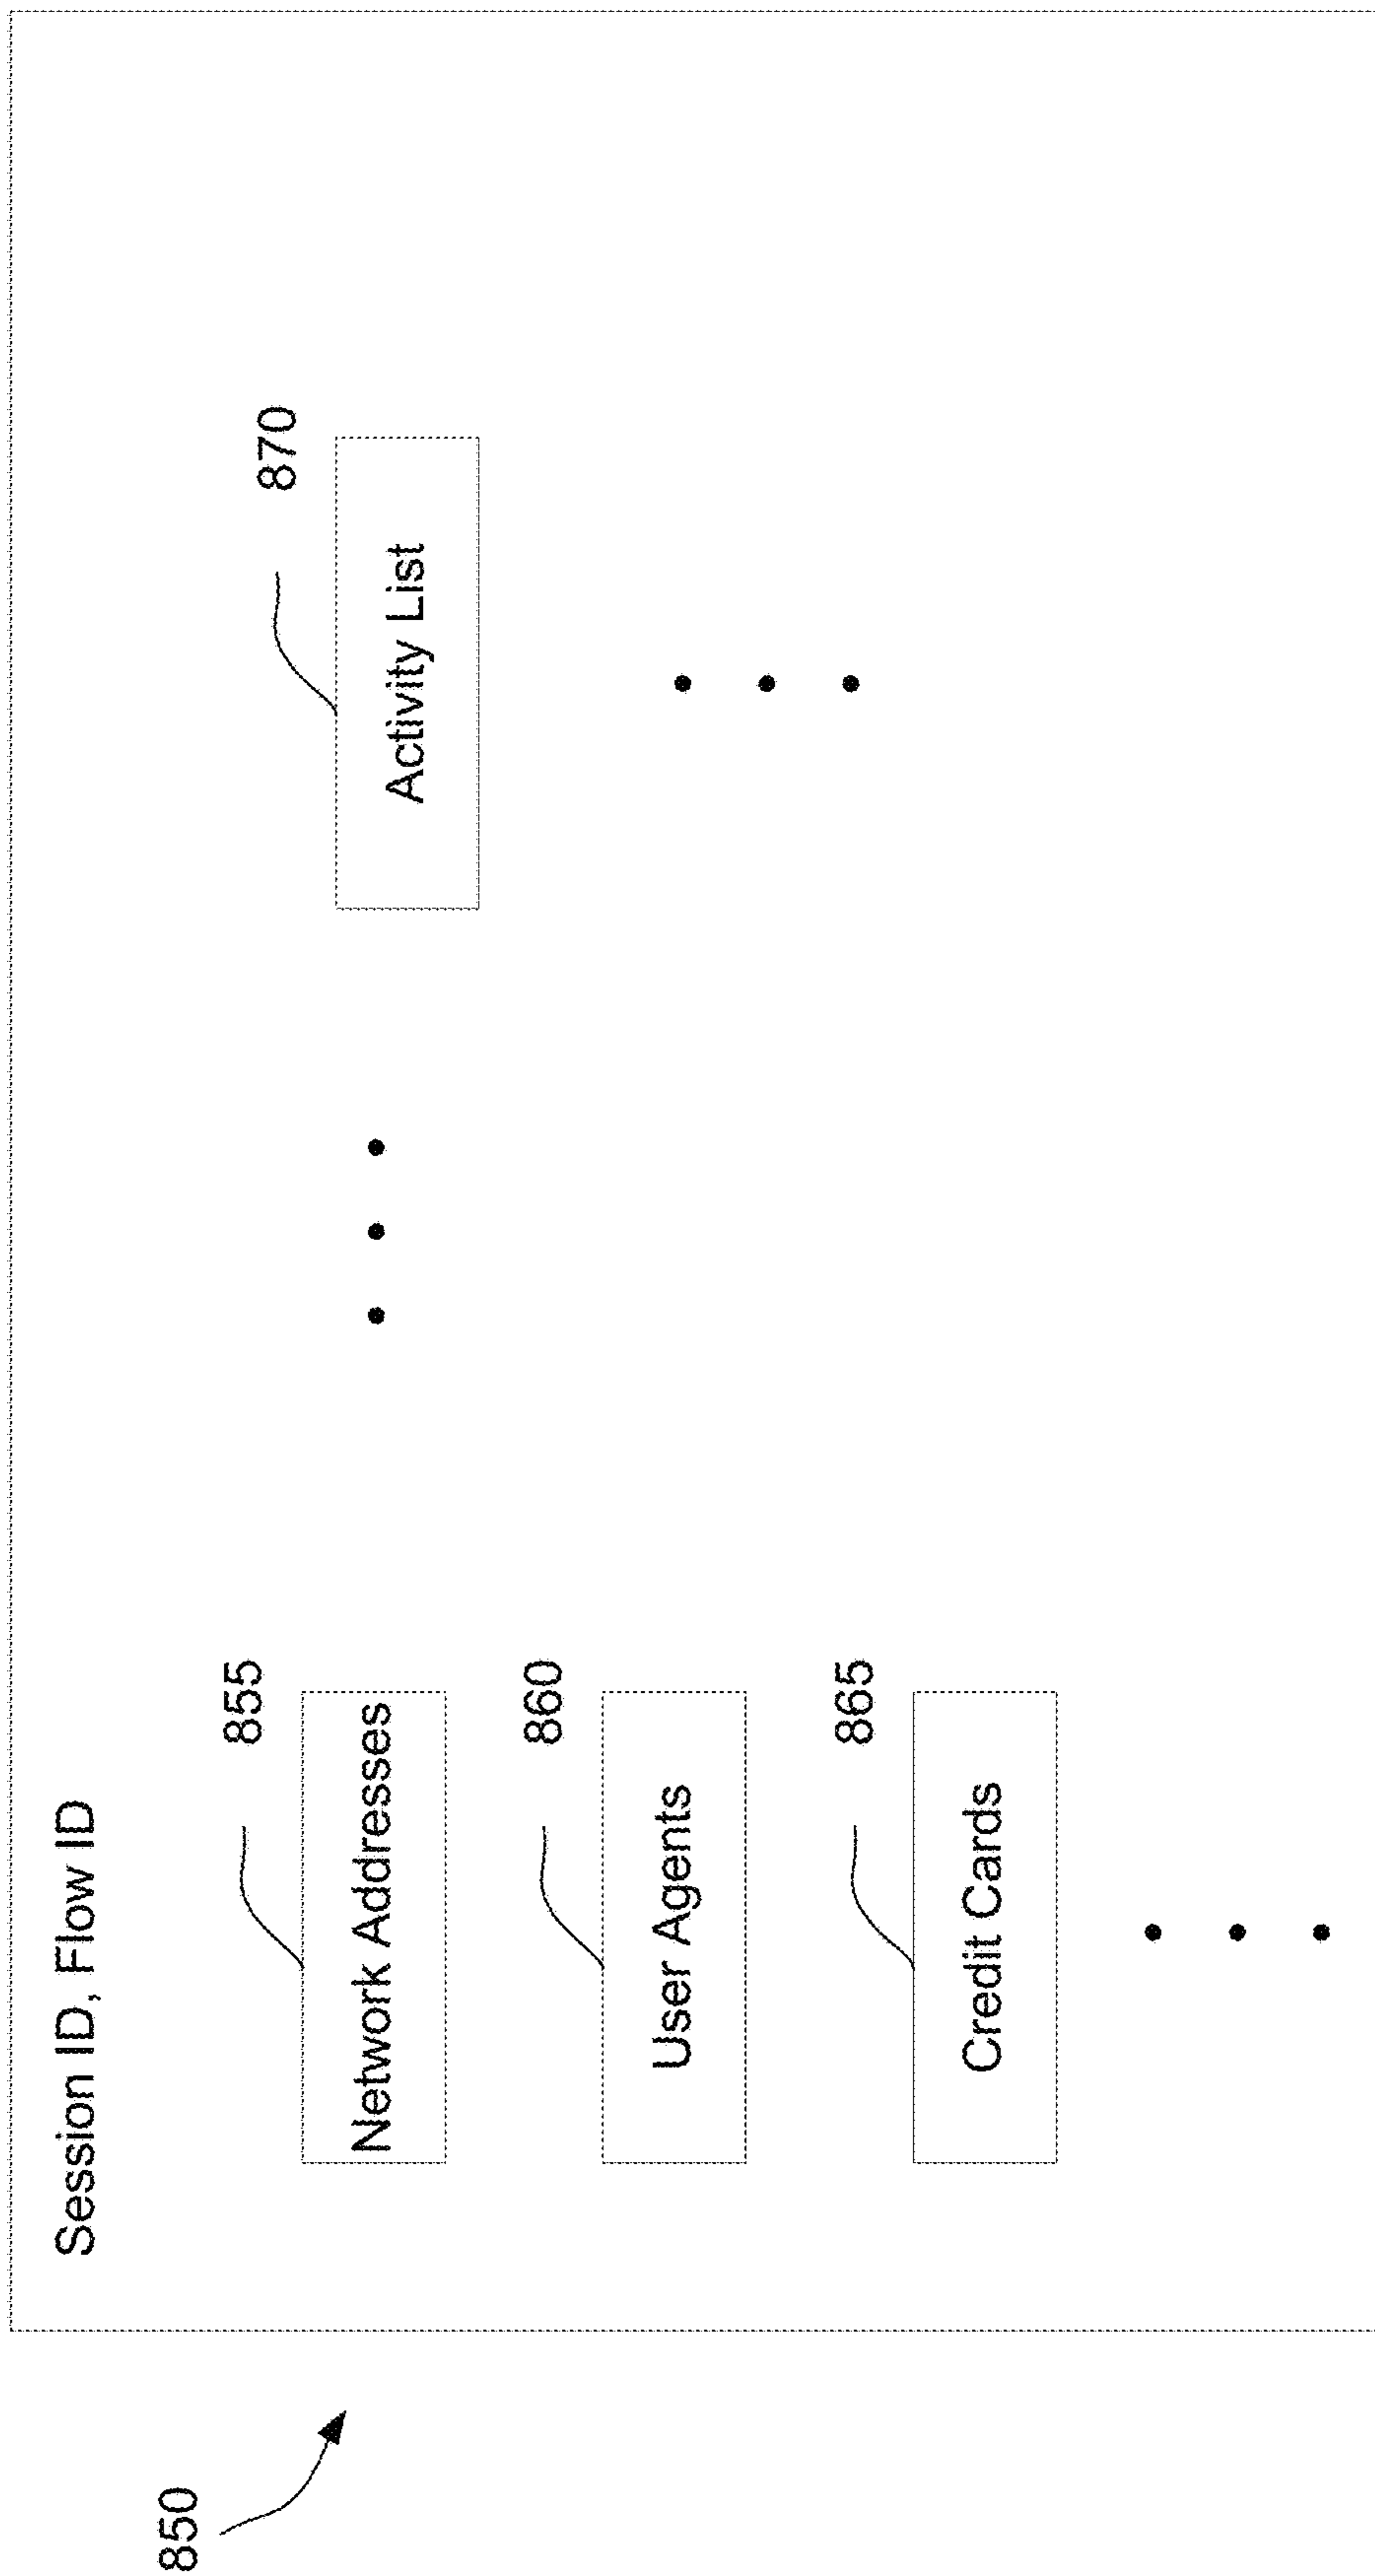 850
Session ID, Flow ID
855
Network Addresses
860
User Agents
865
Credit Cards
870
Activity List